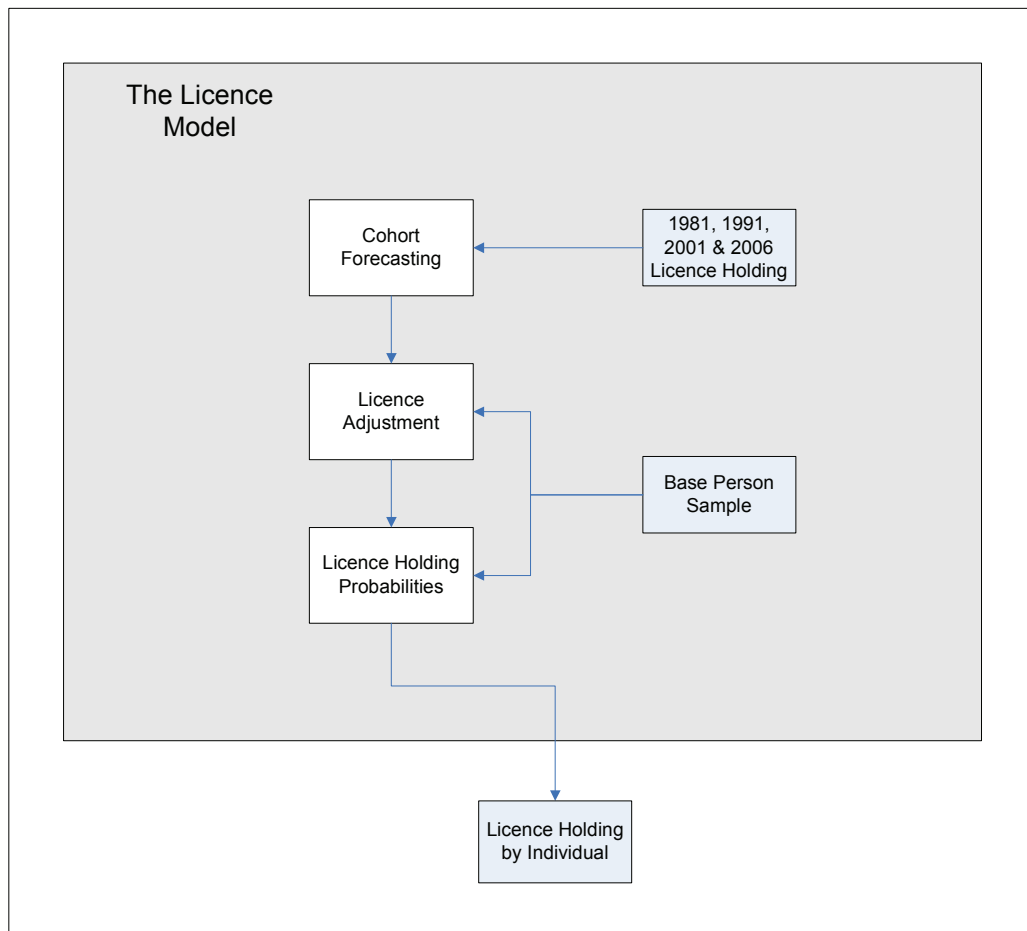 The Licence
Model
Cohort
Forecasting
1981, 1991,
2001 & 2006
Licence Holding
Licence
Adjustment
Base Person
Sample
Licence Holding
Probabilities
Licence Holding
by Individual